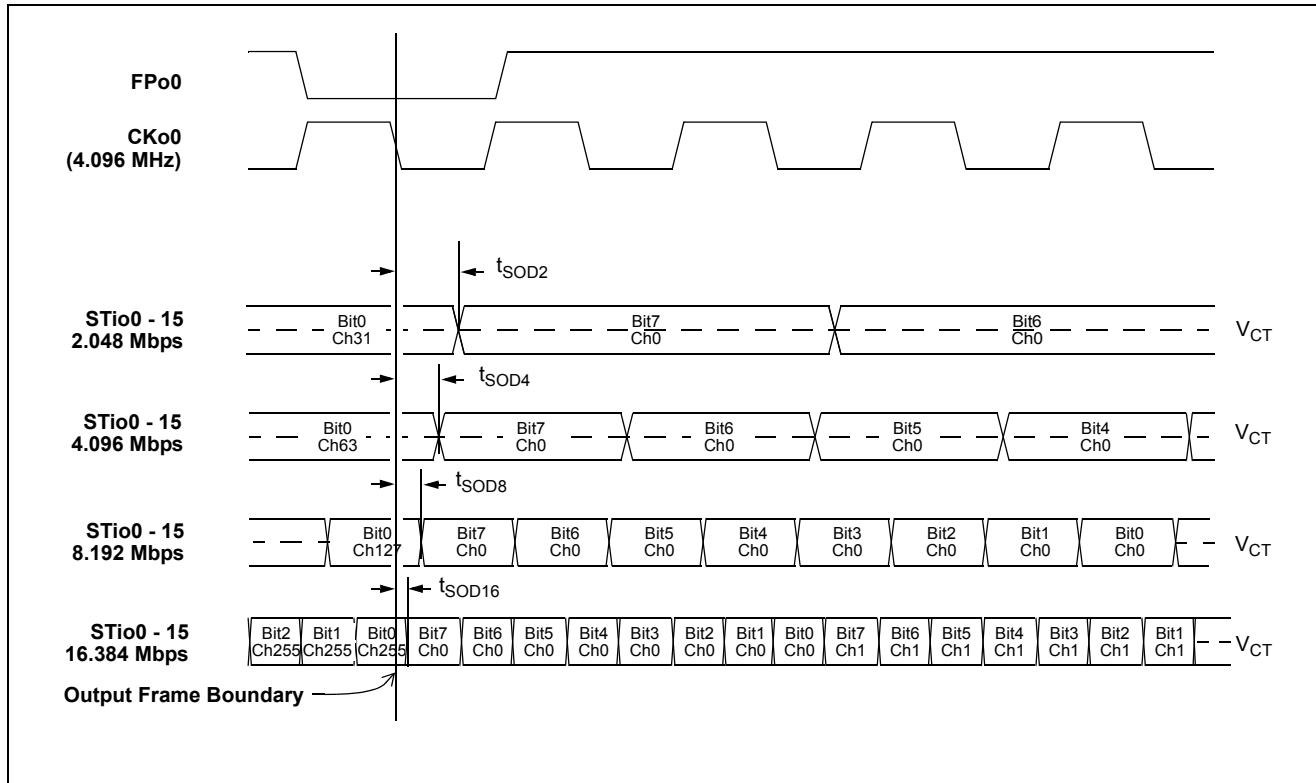 FPo0
CKo0
(4.096 MHz)
tSOD2
STio0 - 15
2.048 Mbps
Bit0
Ch31
Bit7
Ch0
Bit6
Ch0
VCT
tSOD4
STio0 - 15
4.096 Mbps
Bit0
Ch63
Bit7
Ch0
Bit6
Ch0
Bit5
Ch0
Bit4
Ch0
VCT
tSOD8
STio0 - 15
8.192 Mbps
Bit0
Ch127
Bit7
Ch0
Bit6
Ch0
Bit5
Ch0
Bit4
Ch0
Bit3
Ch0
Bit2
Ch0
Bit1
Ch0
Bit0
Ch0
VCT
tSOD16
STio0 - 15
16.384 Mbps
Bit2
Ch255
Bit1
Ch255
Bit0
Ch255
Bit7
Ch0
Bit6
Ch0
Bit5
Ch0
Bit4
Ch0
Bit3
Ch0
Bit2
Ch0
Bit1
Ch0
Bit0
Ch0
Bit7
Ch1
Bit6
Ch1
Bit5
Ch1
Bit4
Ch1
Bit3
Ch1
Bit2
Ch1
Bit1
Ch1
VCT
Output Frame Boundary